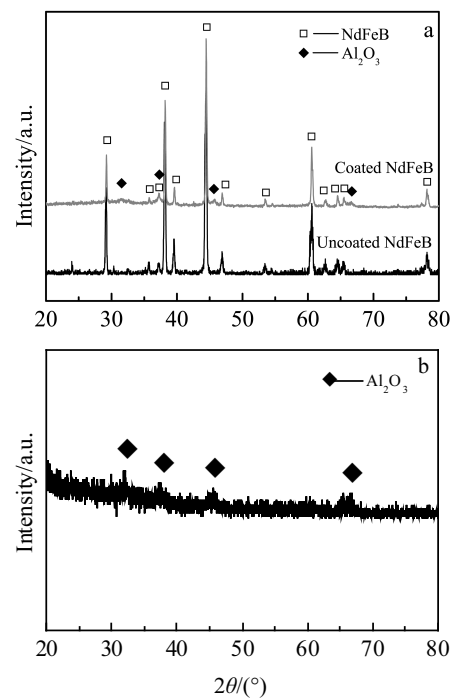 a
□ — NdFeB
◆ — Al₂O₃
Intensity/a.u.
Coated NdFeB
Uncoated NdFeB
20 30 40 50 60 70 80
b
◆ — Al₂O₃
Intensity/a.u.
20 30 40 50 60 70 80
2θ/(°)